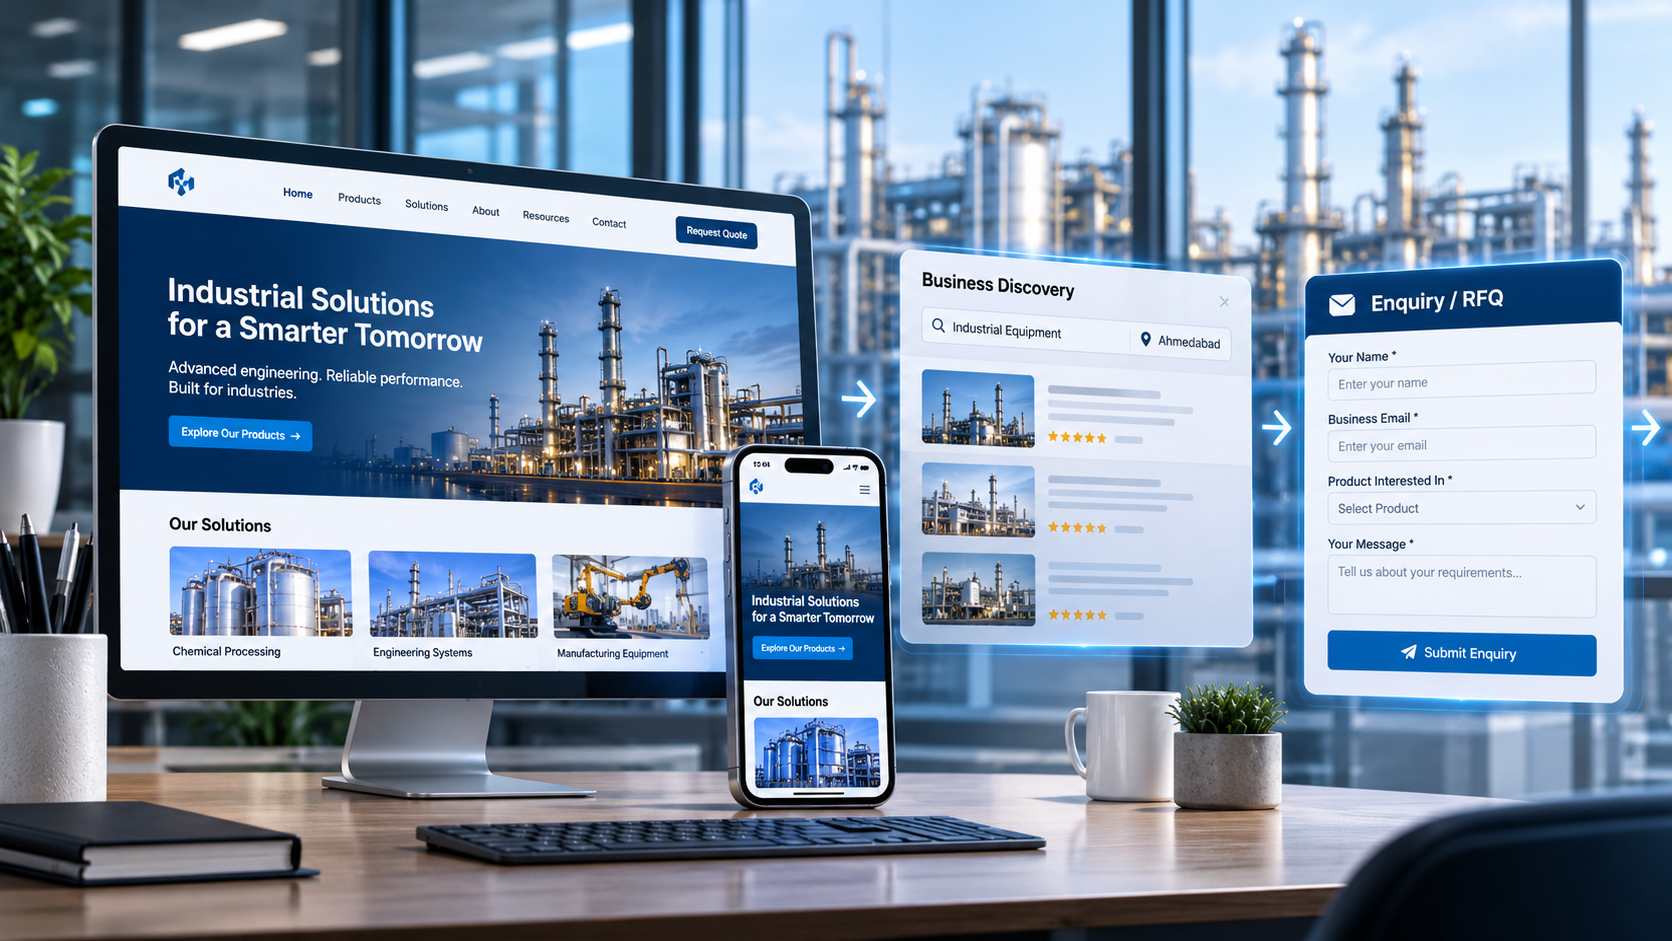 Home
Products
Solutions
About
Resources
Contact
Request Quote
Industrial Solutions
for a Smarter Tomorrow
Advanced engineering. Reliable performance.
Built for industries.
Explore Our Products →
Our Solutions
Chemical Processing
Engineering Systems
Manufacturing Equipment
Industrial Solutions
for a Smarter Tomorrow
Explore Our Products →
Our Solutions
Business Discovery
Industrial Equipment
Ahmedabad
Enquiry / RFQ
Your Name *
Enter your name
Business Email *
Enter your email
Product Interested In *
Select Product
Your Message *
Tell us about your requirements...
Submit Enquiry